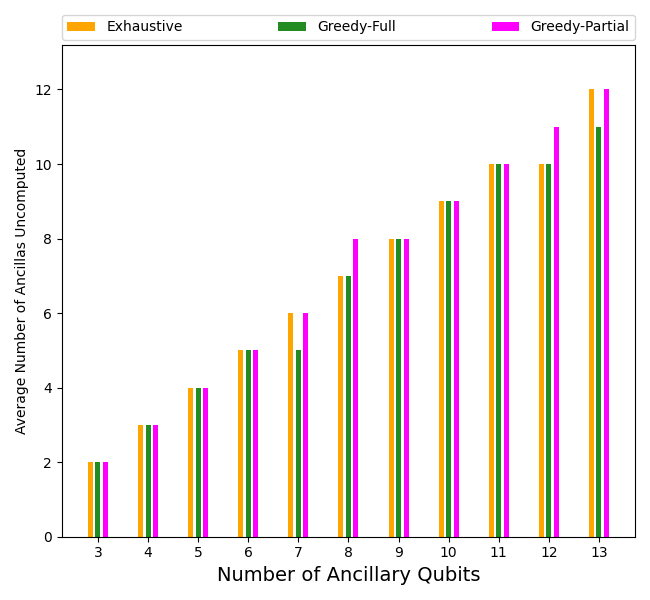 Exhaustive Greedy-Full Greedy-Partial
Average Number of Ancillas Uncomputed
12
10
8
6
4
2
0
3 4 5 6 7 8 9 10 11 12 13
Number of Ancillary Qubits